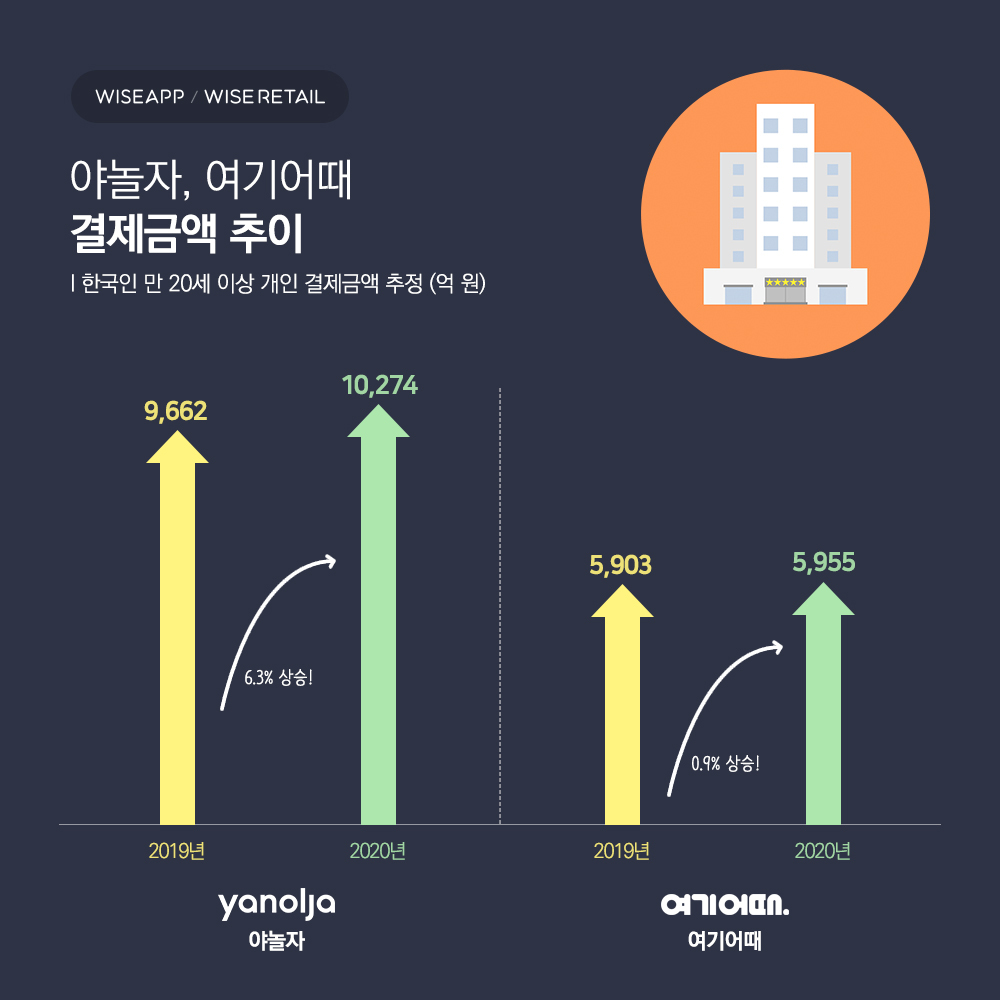 WISEAPP / WISERETAIL
야놀자, 여기어때
결제금액 추이
l 한국인 만 20세 이상 개인 결제금액 추정 (억 원)
9,662
10,274
6.3% 상승!
2019년
2020년
yanolja
야놀자
5,903
5,955
0.9% 상승!
2019년
2020년
여기어때.
여기어때